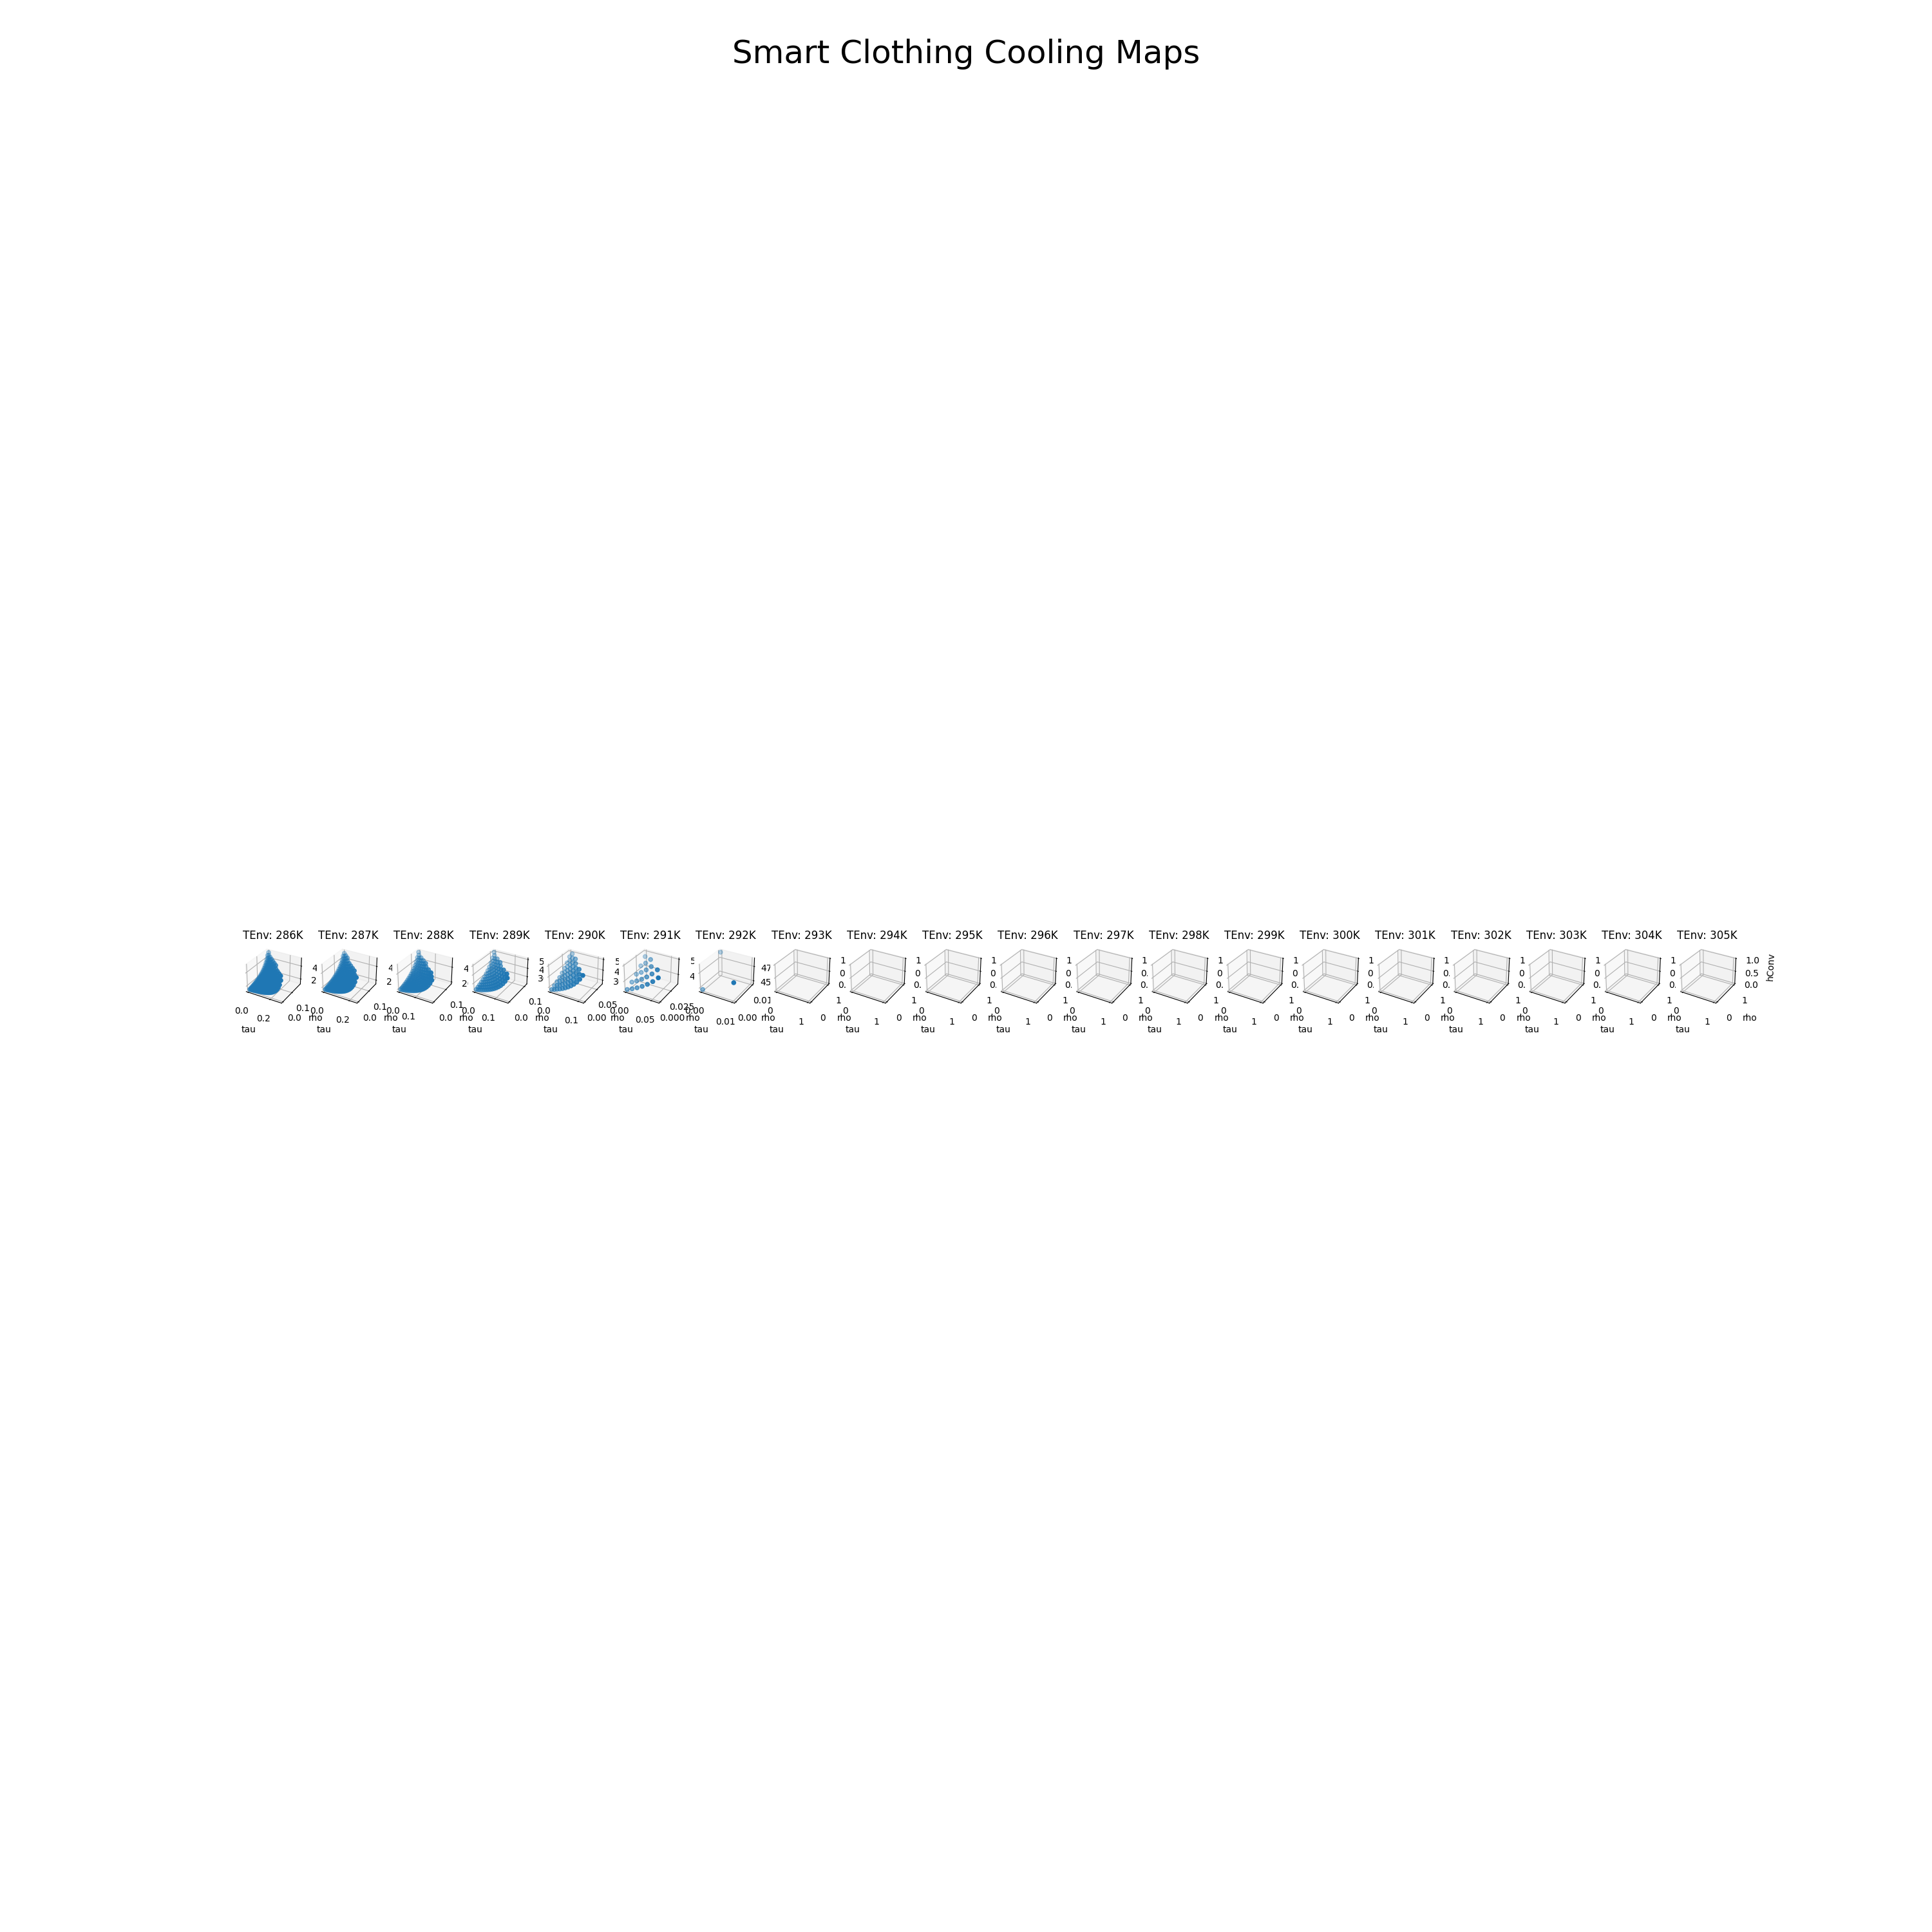 Smart Clothing Cooling Maps
TEnv: 286K TEnv: 287K TEnv: 288K TEnv: 289K TEnv: 290K TEnv: 291K TEnv: 292K TEnv: 293K TEnv: 294K TEnv: 295K TEnv: 296K TEnv: 297K TEnv: 298K TEnv: 299K TEnv: 300K TEnv: 301K TEnv: 302K TEnv: 303K TEnv: 304K TEnv: 305K
4 4 4 5 5 47 1 1 1 1 1 1 1 1 1 1 1 1 1.0
4 4 4 0 0 0 0 0 0 0 0 0 0 0 0 0.5
2 2 2 2 3 3 45 0. 0. 0. 0. 0. 0. 0. 0. 0. 0. 0. 0. 0.0
hConv
0.1 0.1 0.1 0.1 0.05 0.025 1 1 1 1 1 1 1 1 1 1 1 1 1
0.0 0.0 0.0 0.0 0.0 0 0 0 0 0 0 0 0 0 0 0 0 0
0.2 0.0 0.2 0.0 0.1 0.0 0.1 0.0 0.1 0.00 0.05 0.000 0.01 0.00 1 0 1 0 1 0 1 0 1 0 1 0 1 0 1 0 1 0 1 0 1 0 1 0 1 0
rho rho rho rho rho rho rho rho rho rho rho rho rho rho rho rho rho rho rho rho
tau tau tau tau tau tau tau tau tau tau tau tau tau tau tau tau tau tau tau tau